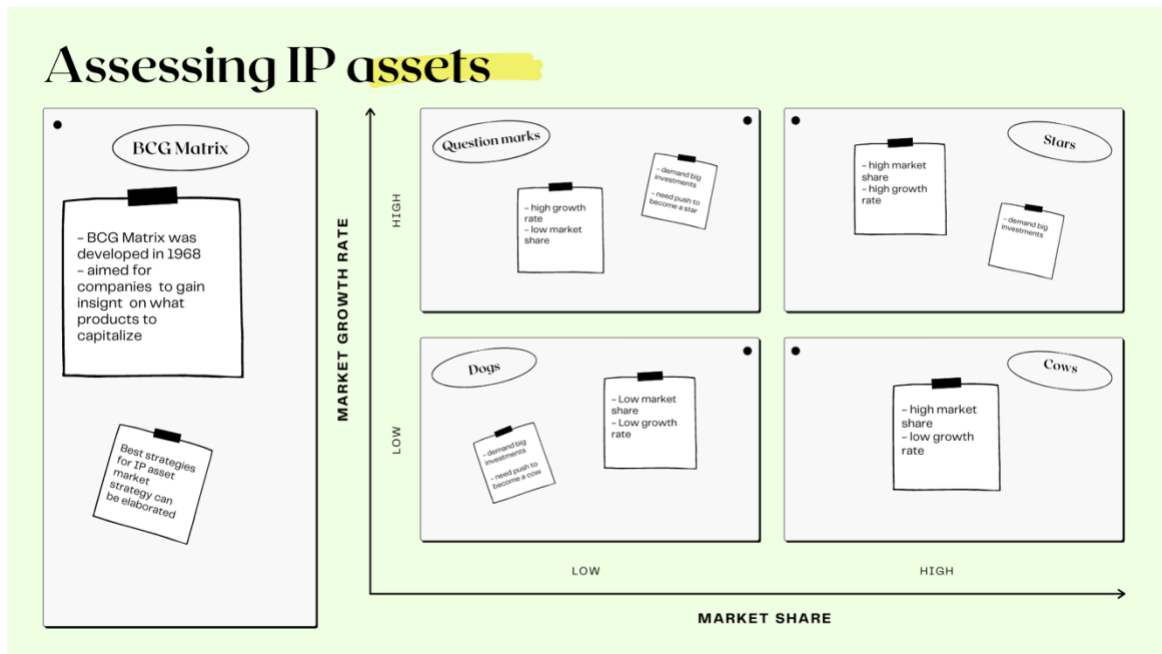 Assessing IP assets
BCG Matrix
- BCG Matrix was
developed in 1968
- aimed for
companies to gain
insignt on what
products to
capitalize
Best strategies
for IP asset
market
strategy can
be elaborated
MARKET GROWTH RATE
HIGH
LOW
Question marks
- high growth
rate
- low market
share
- demand big
investments
- need push to
become a star
Stars
- high market
share
- high growth
rate
- demand big
investments
Dogs
- Low market
share
- Low growth
rate
- demand big
investments
- need push to
become a cow
Cows
- high market
share
- low growth
rate
LOW
HIGH
MARKET SHARE